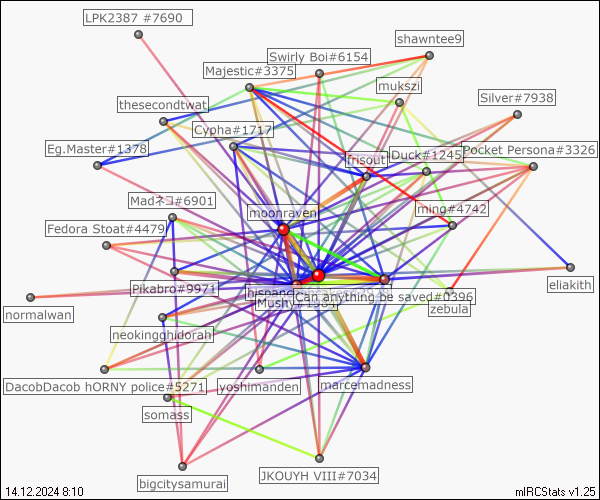 LPK2387 #7690
shawntee9
Swirly Boi#6154
Majestic#3375
mukszi
Silver#7938
thesecondtwat
Cypha#1717
Eg.Master#1378
frisout
Duck#1245
Pocket Persona#3326
Madネコ#6901
moonraven
ming#4742
Fedora Stoat#4479
Pikabro#9971
eliakith
Can anything be saved#0396
normalwan
zebula
neokingghidorah
DacobDacob hORNY police#5271
yoshimanden
marcemadness
somass
JKOUYH VIII#7034
bigcitysamurai
14.12.2024 8:10
mIRCStats v1.25